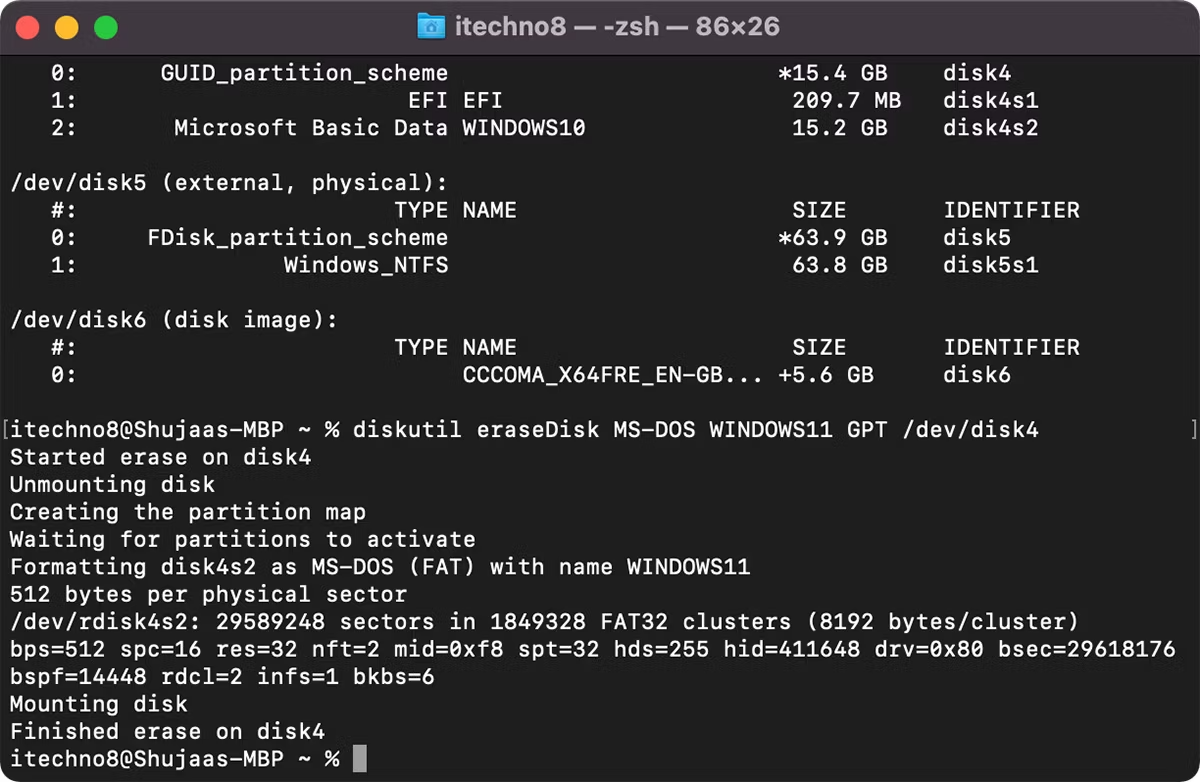 itechno8 — -zsh — 86×26
0: GUID_partition_scheme *15.4 GB disk4
1: EFI EFI 209.7 MB disk4s1
2: Microsoft Basic Data WINDOWS10 15.2 GB disk4s2
/dev/disk5 (external, physical):
#: TYPE NAME SIZE IDENTIFIER
0: FDisk_partition_scheme *63.9 GB disk5
1: Windows_NTFS 63.8 GB disk5s1
/dev/disk6 (disk image):
#: TYPE NAME SIZE IDENTIFIER
0: CCCOMA_X64FRE_EN-GB... +5.6 GB disk6
[itechno8@Shujaas-MBP ~ % diskutil eraseDisk MS-DOS WINDOWS11 GPT /dev/disk4 ]
Started erase on disk4
Unmounting disk
Creating the partition map
Waiting for partitions to activate
Formatting disk4s2 as MS-DOS (FAT) with name WINDOWS11
512 bytes per physical sector
/dev/rdisk4s2: 29589248 sectors in 1849328 FAT32 clusters (8192 bytes/cluster)
bps=512 spc=16 res=32 nft=2 mid=0xf8 spt=32 hds=255 hid=411648 drv=0x80 bsec=29618176
bspf=14448 rdcl=2 infs=1 bkbs=6
Mounting disk
Finished erase on disk4
itechno8@Shujaas-MBP ~ %